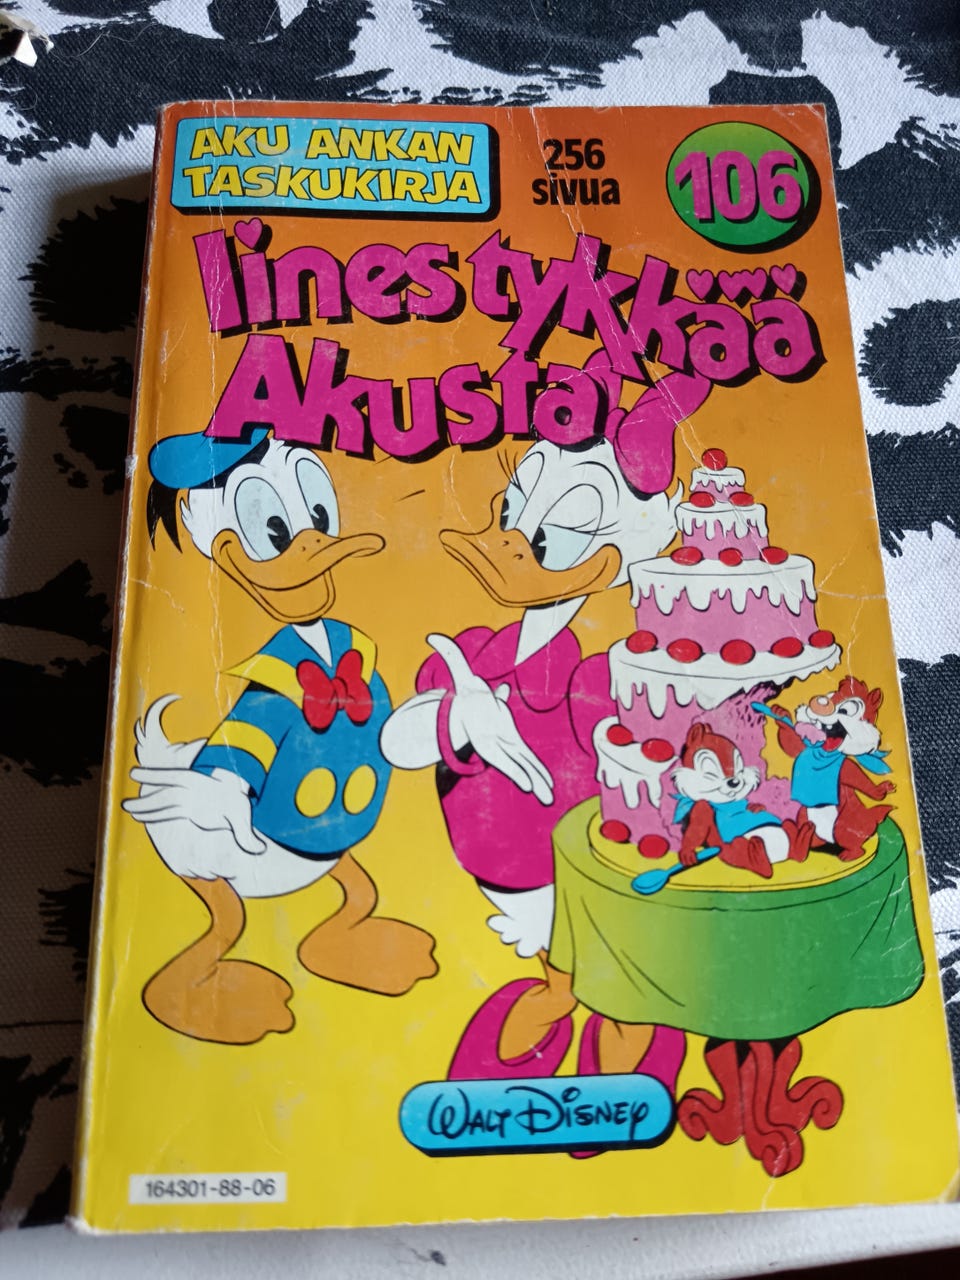 AKU ANKAN
TASKUKIRJA
256
sivua
106
Iines tykkää
Akusta
WALT DISNEY
164301-88-06